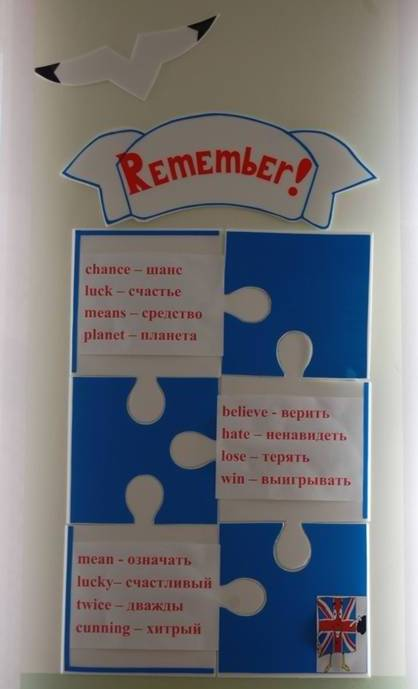 Remember!
chance – шанс
luck – счастье
means – средство
planet – планета
believe - верить
hate – ненавидеть
lose – терять
win – выигрывать
mean - означать
lucky– счастливый
twice – дважды
cunning – хитрый